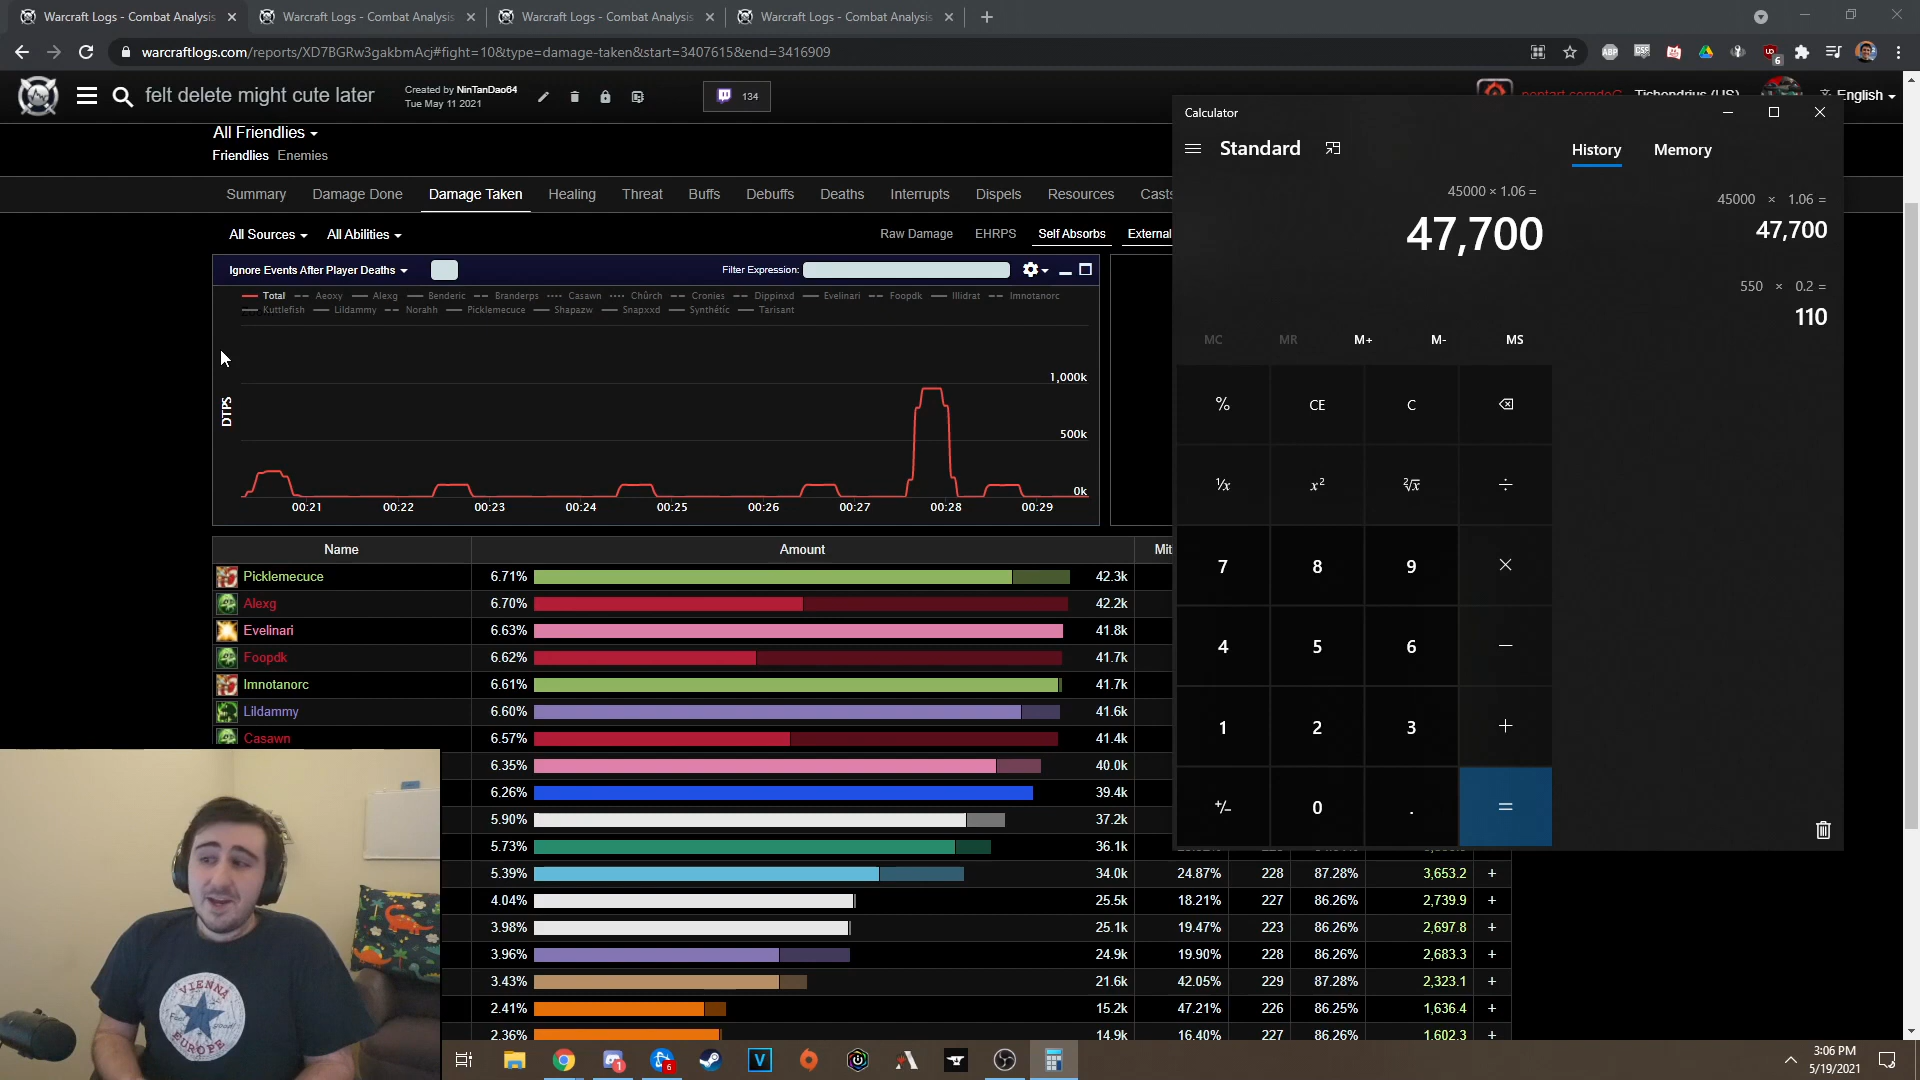 Warcraft Logs - Combat Analysis
Warcraft Logs - Combat Analysis
Warcraft Logs - Combat Analysis
Warcraft Logs - Combat Analysis
warcraftlogs.com/reports/XD7BGRw3gakbmAcj#fight=10&type=damage-taken&start=3407615&end=3416909
felt delete might cute later
Created by NinTanDao64
Tue May 11 2021
134
Tichondrius (US)
English
All Friendlies
Friendlies Enemies
Summary Damage Done Damage Taken Healing Threat Buffs Debuffs Deaths Interrupts Dispels Resources Casts
All Sources All Abilities
Raw Damage EHRPS Self Absorbs External
Ignore Events After Player Deaths
Filter Expression:
Total Aeoxy Alexg Benderic Branderps Casawn Chûrch Cronies Dippinxd Evelinari Foopdk Illidrat Imnotanorc
Kuttlefish Lildammy Norahh Picklemecuce Shapazw Snapxxd Synthétic Tarisant
DTPS
1,000k
500k
0k
00:21 00:22 00:23 00:24 00:25 00:26 00:27 00:28 00:29
Name Amount Mit
Picklemecuce 6.71% 42.3k
Alexg 6.70% 42.2k
Evelinari 6.63% 41.8k
Foopdk 6.62% 41.7k
Imnotanorc 6.61% 41.7k
Lildammy 6.60% 41.6k
Casawn 6.57% 41.4k
6.35% 40.0k
6.26% 39.4k
5.90% 37.2k
5.73% 36.1k
5.39% 34.0k 24.87% 228 87.28% 3,653.2 +
4.04% 25.5k 18.21% 227 86.26% 2,739.9 +
3.98% 25.1k 19.47% 223 86.26% 2,697.8 +
3.96% 24.9k 19.90% 228 86.26% 2,683.3 +
3.43% 21.6k 42.05% 229 87.28% 2,323.1 +
2.41% 15.2k 47.21% 226 86.25% 1,636.4 +
2.36% 14.9k 16.40% 227 86.26% 1,602.3 +
Calculator
Standard
History Memory
45000 × 1.06 =
47,700
45000 × 1.06 =
47,700
550 × 0.2 =
110
MC MR M+ M- MS
% CE C
¹/x x² ²√x ÷
7 8 9 ×
4 5 6 −
1 2 3 +
+/− 0 . =
VIENNA
EUROPE
3:06 PM
5/19/2021